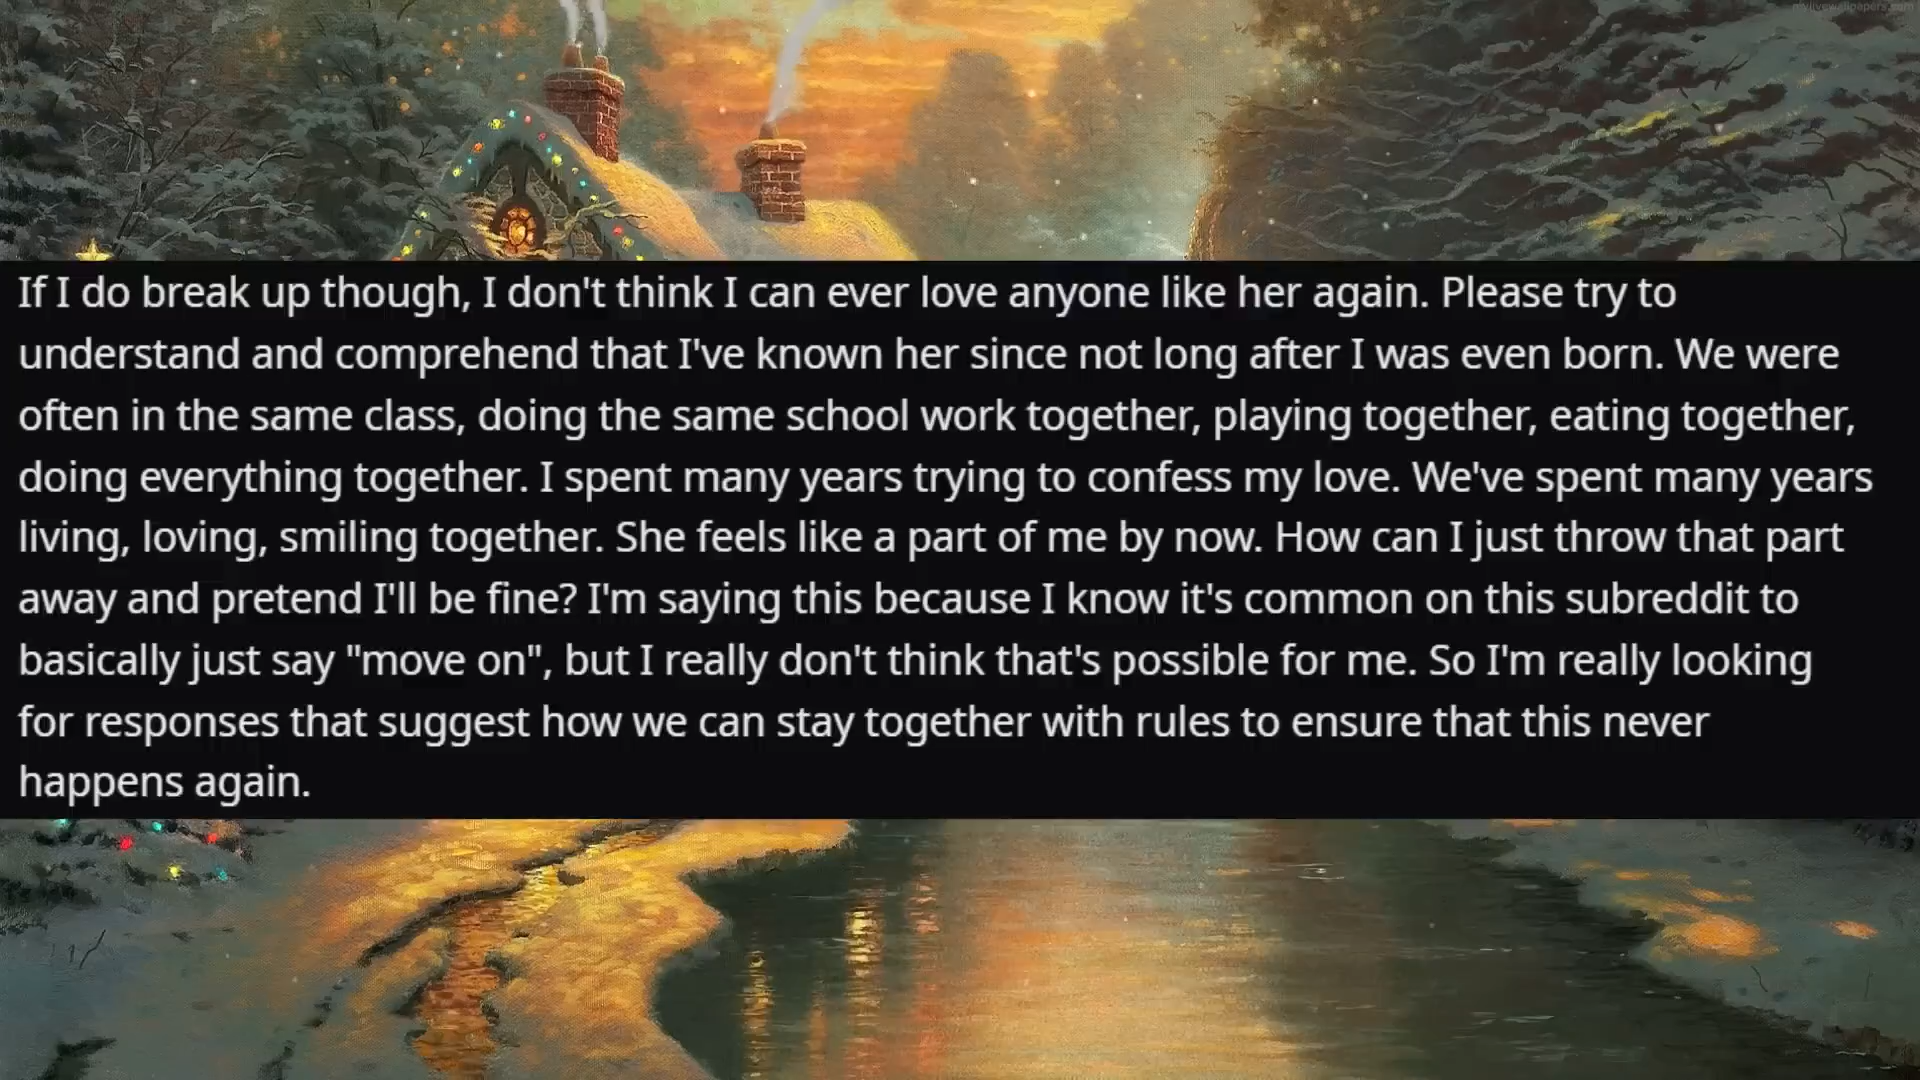 mylivewallpapers.com
If I do break up though, I don't think I can ever love anyone like her again. Please try to
understand and comprehend that I've known her since not long after I was even born. We were
often in the same class, doing the same school work together, playing together, eating together,
doing everything together. I spent many years trying to confess my love. We've spent many years
living, loving, smiling together. She feels like a part of me by now. How can I just throw that part
away and pretend I'll be fine? I'm saying this because I know it's common on this subreddit to
basically just say "move on", but I really don't think that's possible for me. So I'm really looking
for responses that suggest how we can stay together with rules to ensure that this never
happens again.